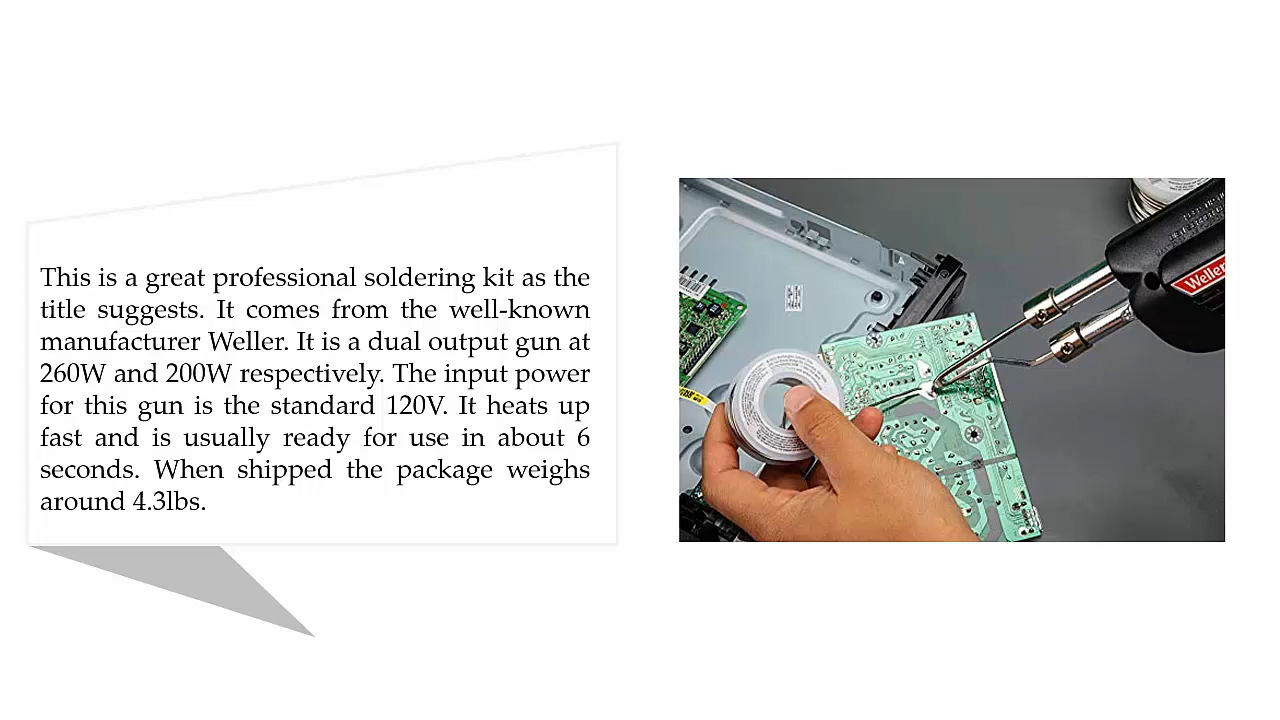 This is a great professional soldering kit as the
title suggests. It comes from the well-known
manufacturer Weller. It is a dual output gun at
260W and 200W respectively. The input power
for this gun is the standard 120V. It heats up
fast and is usually ready for use in about 6
seconds. When shipped the package weighs
around 4.3lbs.
Weller